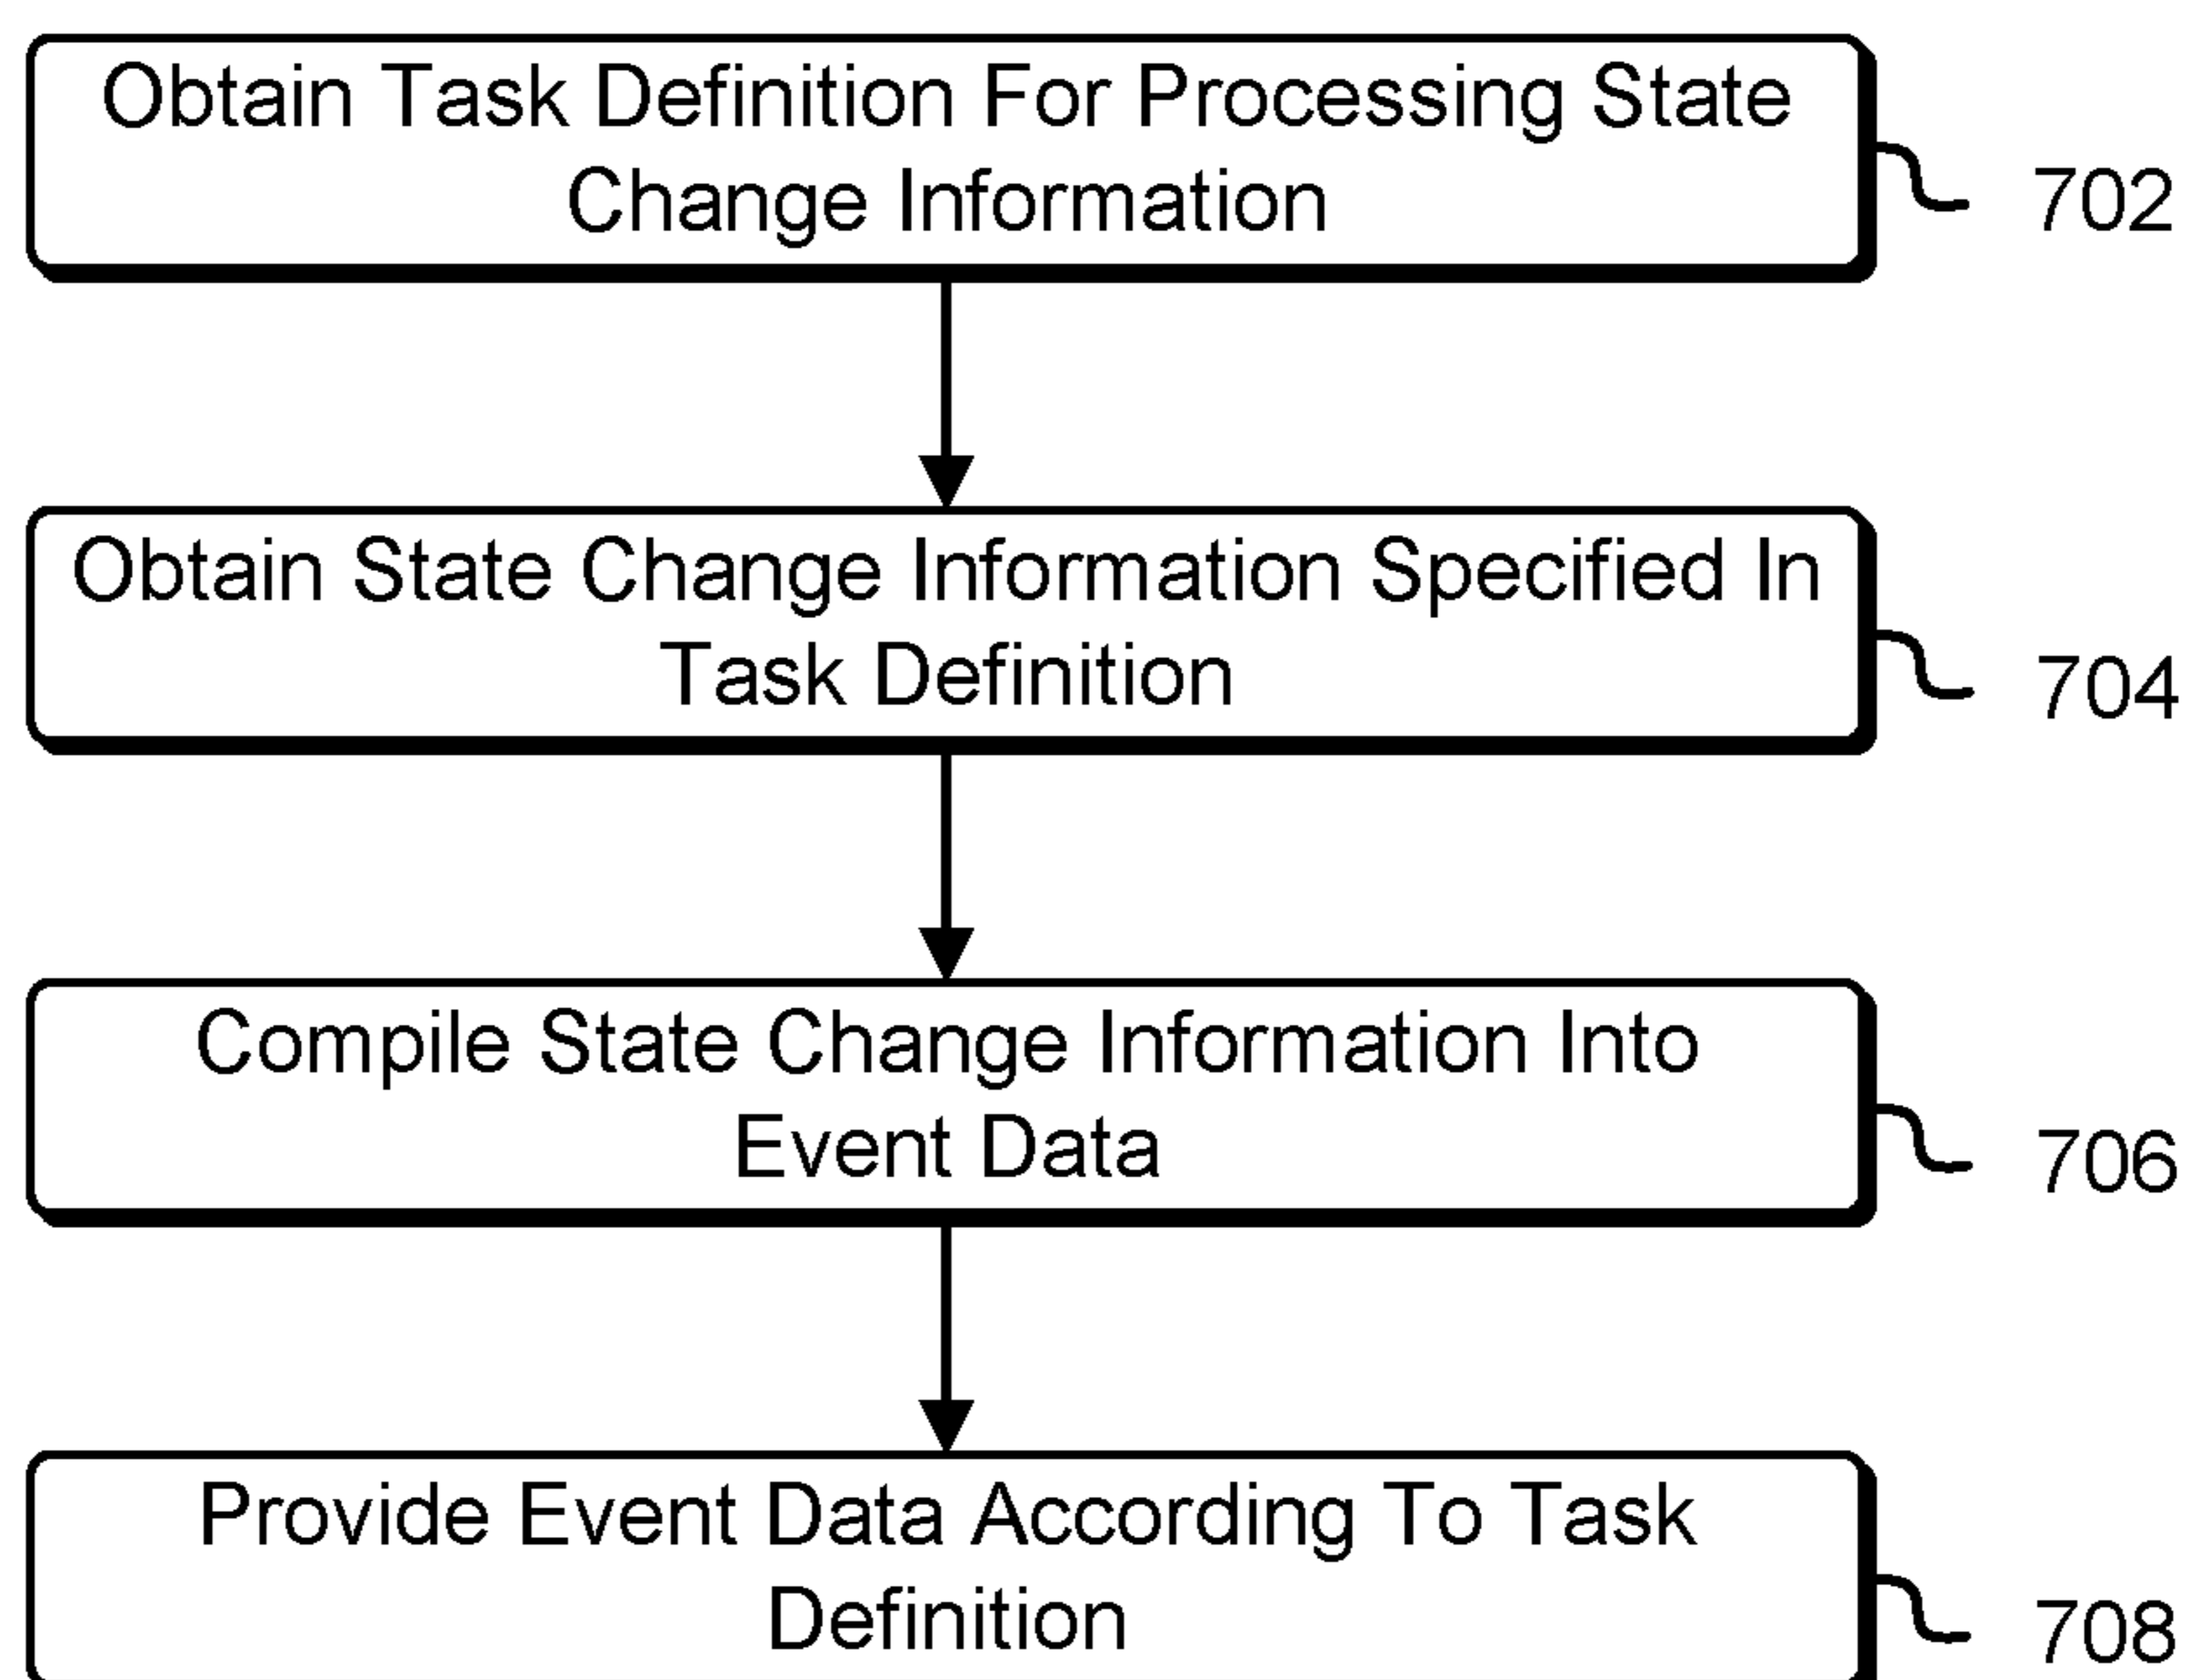 Obtain Task Definition For Processing State
Change Information
702
Obtain State Change Information Specified In
Task Definition
704
Compile State Change Information Into
Event Data
706
Provide Event Data According To Task
Definition
708